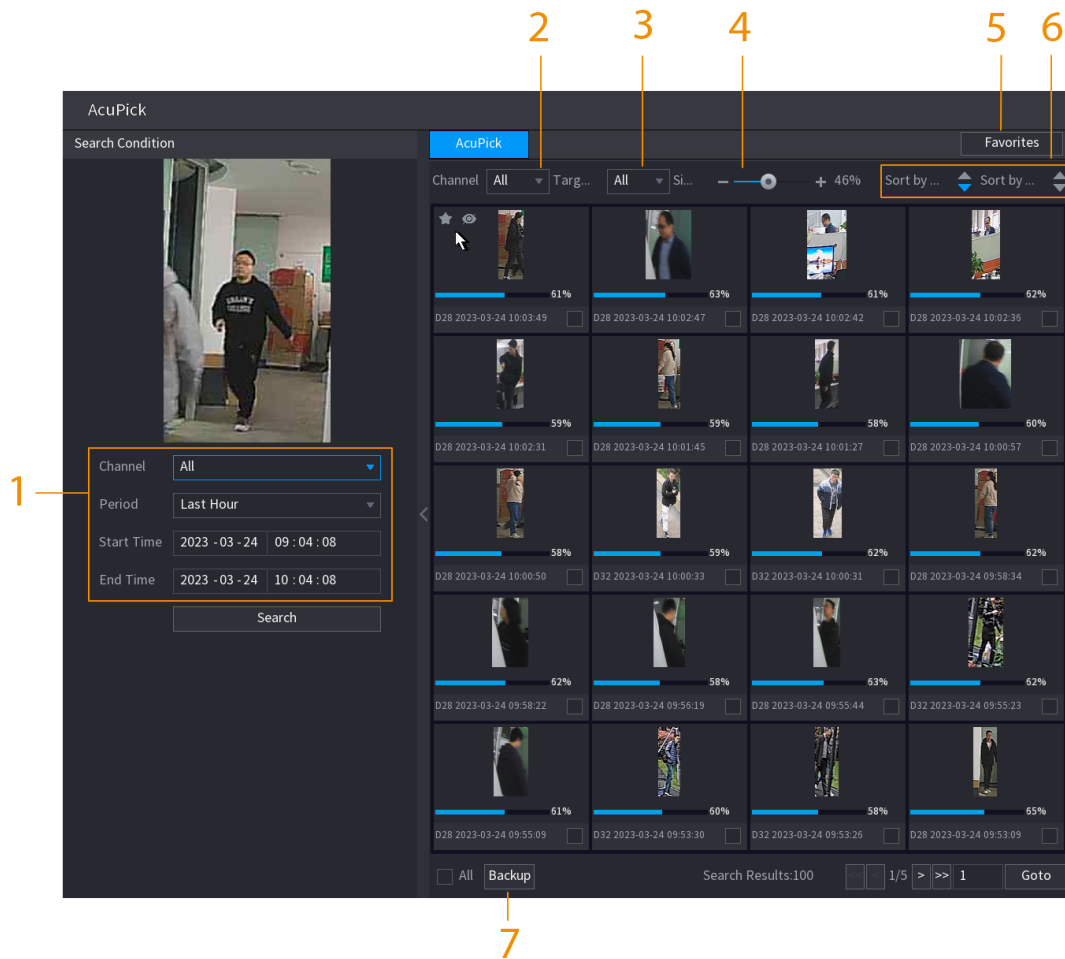 2 3 4 5 6
AcuPick
Search Condition
AcuPick Favorites
Channel All Targ... All Si... 46% Sort by ... Sort by ...
61% 63% 61% 62%
D28 2023-03-24 10:03:49 D28 2023-03-24 10:02:47 D28 2023-03-24 10:02:42 D28 2023-03-24 10:02:36
59% 59% 58% 60%
D28 2023-03-24 10:02:31 D28 2023-03-24 10:01:45 D28 2023-03-24 10:01:27 D28 2023-03-24 10:00:57
1
Channel All
Period Last Hour
Start Time 2023 - 03 - 24 09 : 04 : 08
End Time 2023 - 03 - 24 10 : 04 : 08
Search
58% 59% 62% 62%
D28 2023-03-24 10:00:50 D32 2023-03-24 10:00:33 D32 2023-03-24 10:00:31 D28 2023-03-24 09:58:34
62% 58% 63% 62%
D28 2023-03-24 09:58:22 D28 2023-03-24 09:56:19 D28 2023-03-24 09:55:44 D32 2023-03-24 09:55:23
61% 60% 58% 65%
D28 2023-03-24 09:55:09 D32 2023-03-24 09:53:30 D32 2023-03-24 09:53:26 D28 2023-03-24 09:53:09
All Backup Search Results:100 << < 1/5 > >> 1 Goto
7